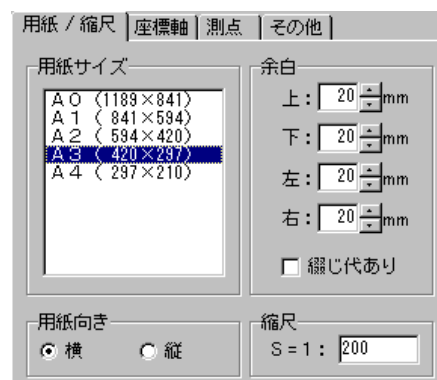 用紙 / 縮尺 座標軸 測点 その他
用紙サイズ
A0 (1189×841)
A1 ( 841×594)
A2 ( 594×420)
A3 ( 420×297)
A4 ( 297×210)
余白
上： 20 mm
下： 20 mm
左： 20 mm
右： 20 mm
綴じ代あり
用紙向き
横 縦
縮尺
S = 1 : 200